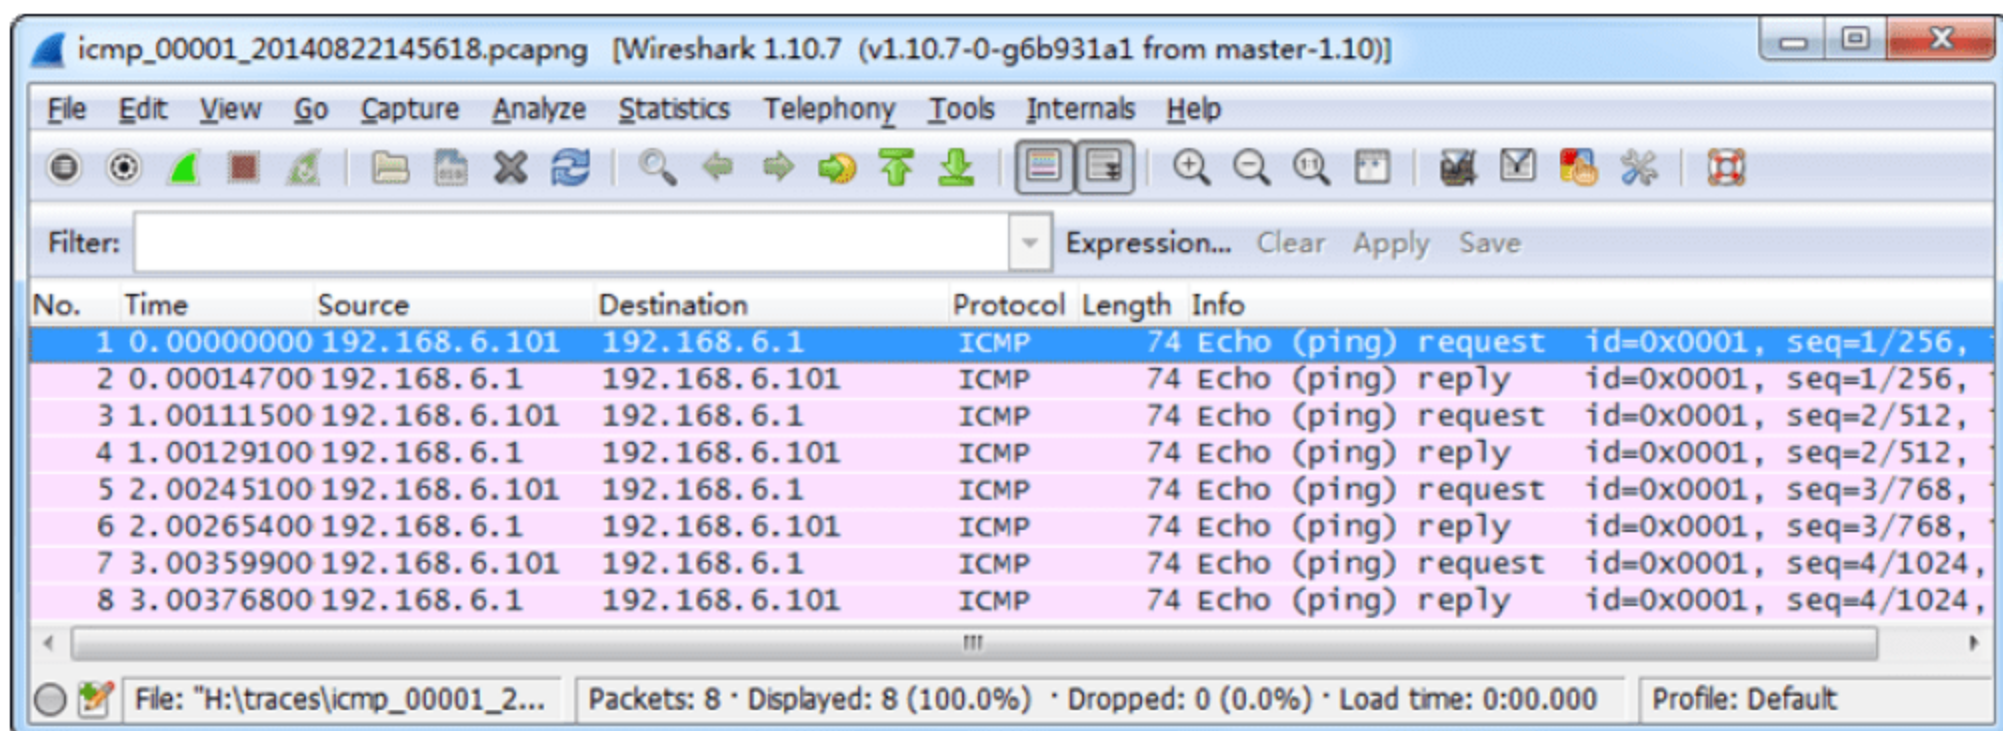 icmp_00001_20140822145618.pcapng [Wireshark 1.10.7 (v1.10.7-0-g6b931a1 from master-1.10)]
File Edit View Go Capture Analyze Statistics Telephony Tools Internals Help
Filter: Expression... Clear Apply Save
No. Time Source Destination Protocol Length Info
1 0.00000000 192.168.6.101 192.168.6.1 ICMP 74 Echo (ping) request id=0x0001, seq=1/256,
2 0.00014700 192.168.6.1 192.168.6.101 ICMP 74 Echo (ping) reply id=0x0001, seq=1/256,
3 1.00111500 192.168.6.101 192.168.6.1 ICMP 74 Echo (ping) request id=0x0001, seq=2/512,
4 1.00129100 192.168.6.1 192.168.6.101 ICMP 74 Echo (ping) reply id=0x0001, seq=2/512,
5 2.00245100 192.168.6.101 192.168.6.1 ICMP 74 Echo (ping) request id=0x0001, seq=3/768,
6 2.00265400 192.168.6.1 192.168.6.101 ICMP 74 Echo (ping) reply id=0x0001, seq=3/768,
7 3.00359900 192.168.6.101 192.168.6.1 ICMP 74 Echo (ping) request id=0x0001, seq=4/1024,
8 3.00376800 192.168.6.1 192.168.6.101 ICMP 74 Echo (ping) reply id=0x0001, seq=4/1024,
File: "H:\traces\icmp_00001_2... Packets: 8 · Displayed: 8 (100.0%) · Dropped: 0 (0.0%) · Load time: 0:00.000 Profile: Default